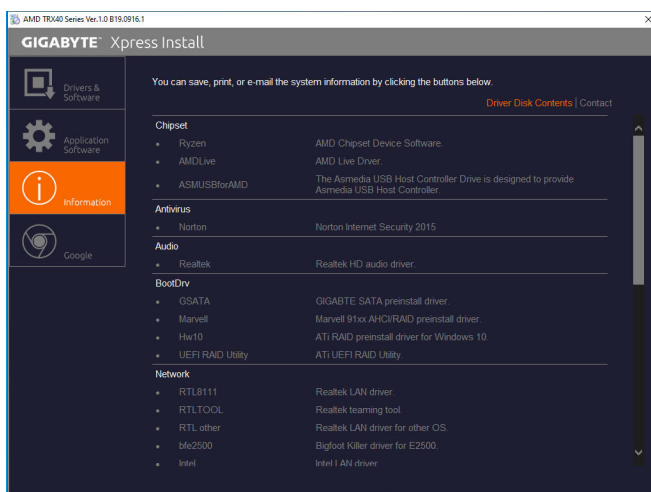 AMD TRX40 Series Ver.1.0 B19.0916.1
GIGABYTE™ Xpress Install
Drivers &
Software
Application
Software
Information
Google
You can save, print, or e-mail the system information by clicking the buttons below.
Driver Disk Contents | Contact
Chipset
• Ryzen AMD Chipset Device Software.
• AMDLive AMD Live Drver.
• ASMUSBforAMD The Asmedia USB Host Controller Drive is designed to provide
Asmedia USB Host Controller.
Antivirus
• Norton Norton Internet Security 2015
Audio
• Realtek Realtek HD audio driver.
BootDrv
• GSATA GIGABTE SATA preinstall driver.
• Marvell Marvell 91xx AHCI/RAID preinstall driver.
• Hw10 ATi RAID preinstall driver for Windows 10.
• UEFI RAID Utility ATi UEFI RAID Utility.
Network
• RTL8111 Realtek LAN driver.
• RTLTOOL Realtek teaming tool.
• RTL other Realtek LAN driver for other OS.
• bfe2500 Bigfoot Killer driver for E2500.
• Intel Intel LAN driver